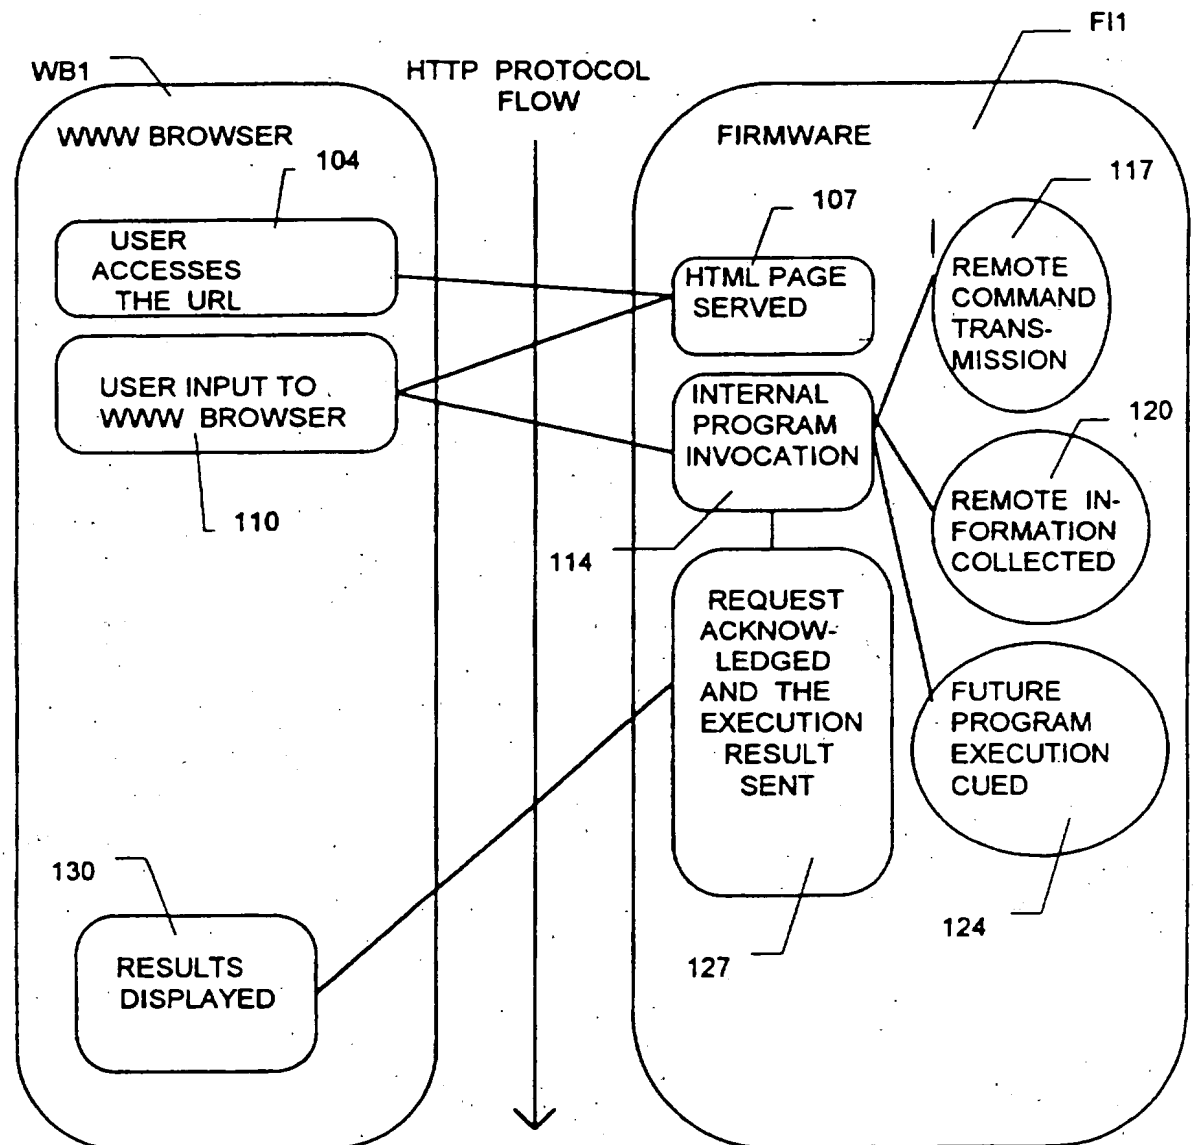 FI1
WB1
HTTP PROTOCOL
FLOW
WWW BROWSER
FIRMWARE
104
117
107
USER
ACCESSES
THE URL
HTML PAGE
SERVED
REMOTE
COMMAND
TRANS-
MISSION
USER INPUT TO
WWW BROWSER
INTERNAL
PROGRAM
INVOCATION
120
110
114
REMOTE IN-
FORMATION
COLLECTED
REQUEST
ACKNOW-
LEDGED
AND THE
EXECUTION
RESULT
SENT
FUTURE
PROGRAM
EXECUTION
CUED
130
124
127
RESULTS
DISPLAYED